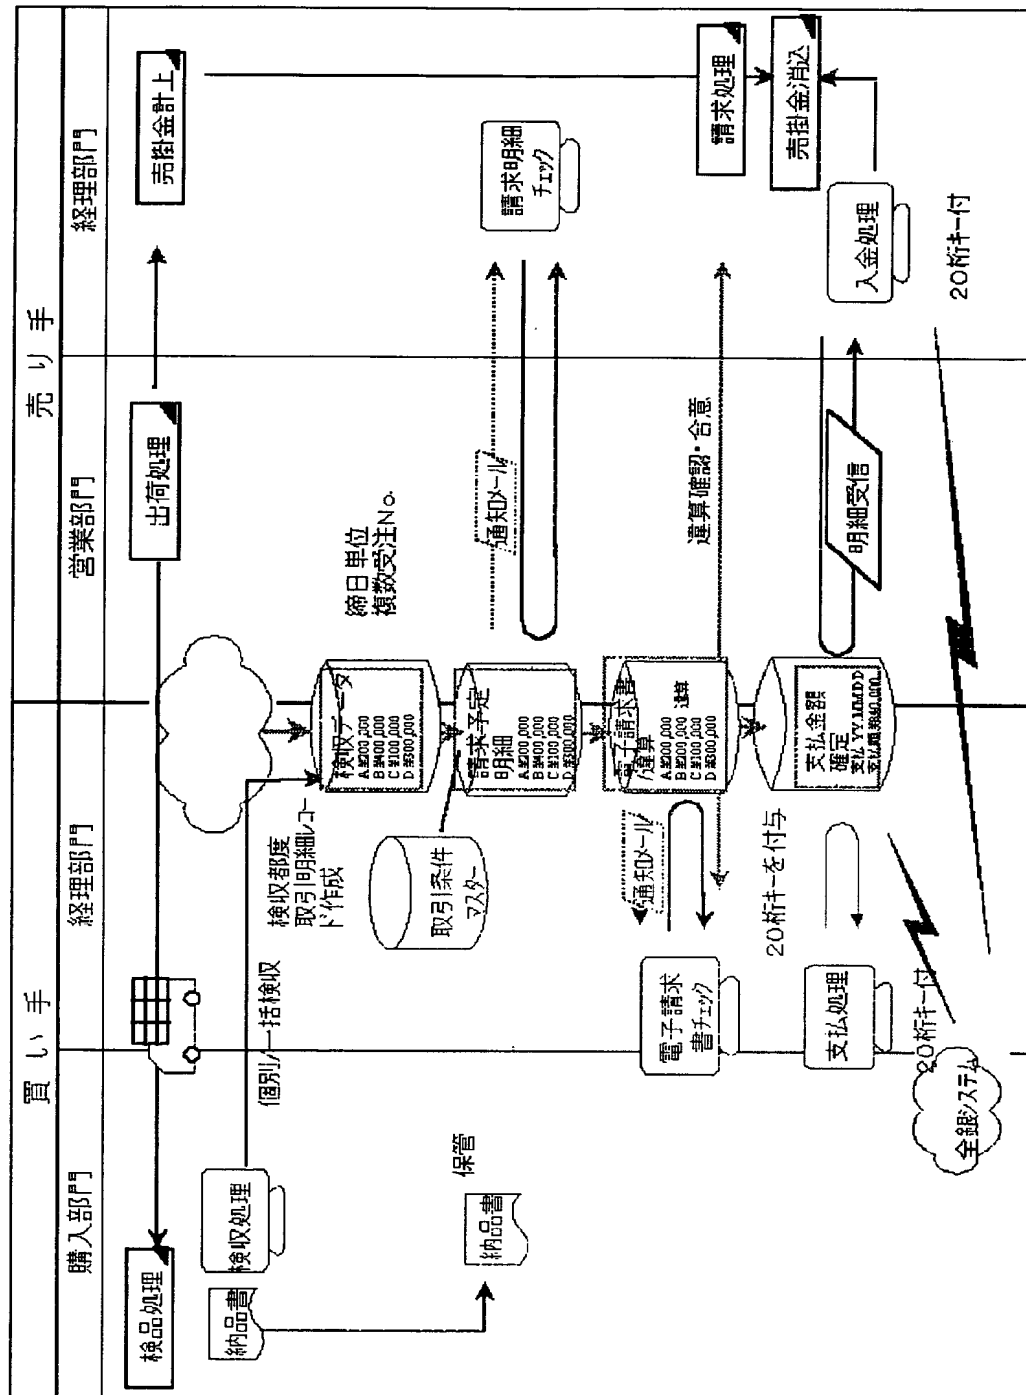 買い手
売り手
購入部門
経理部門
営業部門
経理部門
検品処理
出荷処理
売掛金計上
納品書
検収処理
個別/一括検収
検収都度
取引明細レコー
ド作成
検収データ
A ¥200,000
B ¥400,000
C ¥100,000
D ¥300,000
締日単位
複数受注No.
納品書
保管
取引条件
マスター
請求予定
明細
A ¥200,000
B ¥400,000
C ¥100,000
D ¥300,000
通知メール
請求明細
チェック
電子請求
書チェック
通知メール
電子請求書
/違算
A ¥200,000
B ¥300,000 違算
C ¥100,000
D ¥300,000
違算確認・合意
請求処理
売掛金消込
20桁キーを付与
支払処理
支払金額
確定
支払 YYMMDD
明細受信
入金処理
全銀システム
20桁キー付
20桁キー付